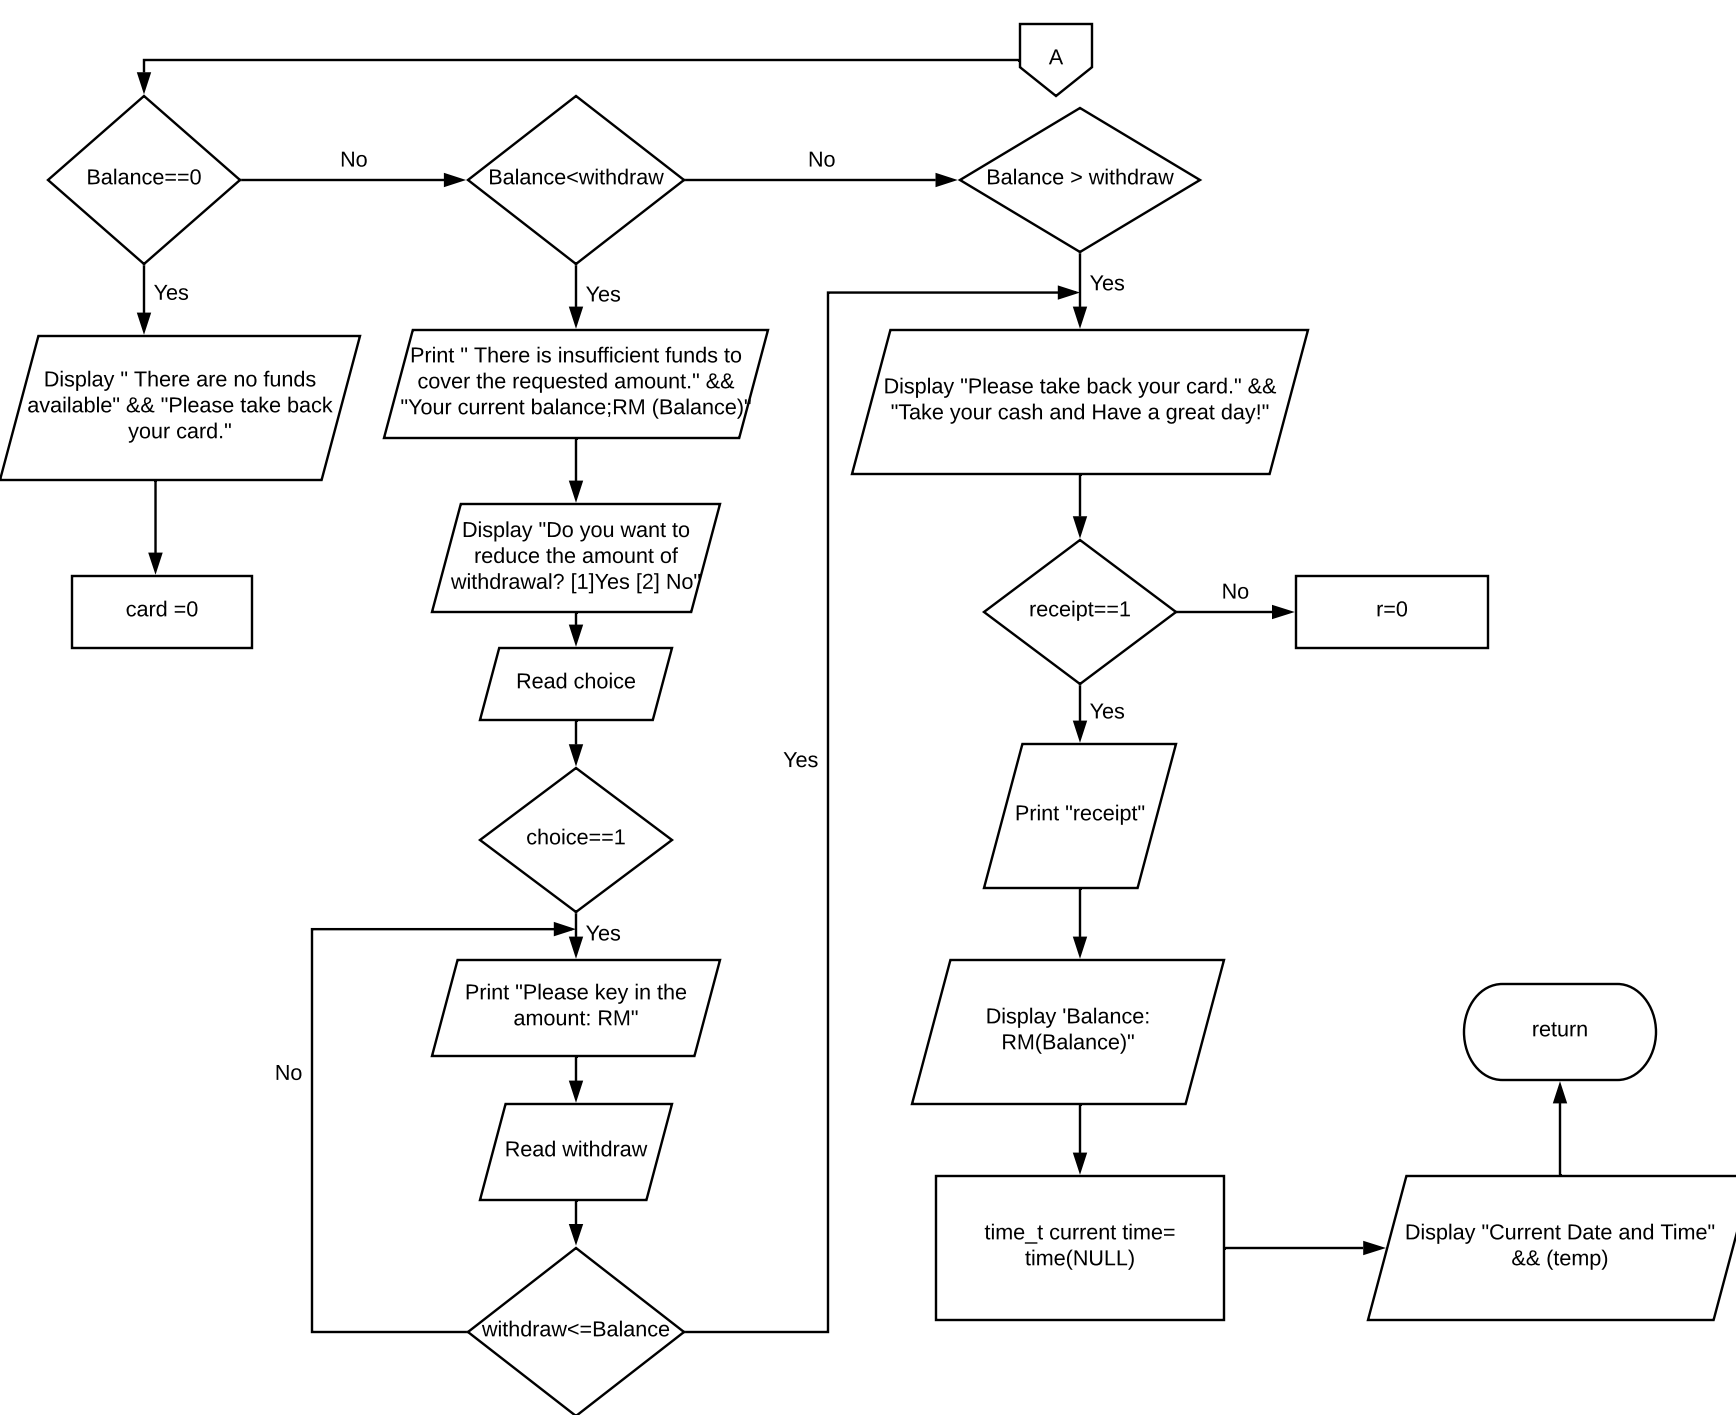 A
Balance==0
No
Balance<withdraw
No
Balance > withdraw
Yes
Yes
Yes
Display " There are no funds
available" && "Please take back
your card."
Print " There is insufficient funds to
cover the requested amount." &&
"Your current balance;RM (Balance)"
Display "Please take back your card." &&
"Take your cash and Have a great day!"
card =0
Display "Do you want to
reduce the amount of
withdrawal? [1]Yes [2] No"
receipt==1
No
r=0
Read choice
Yes
Yes
choice==1
Print "receipt"
Yes
Print "Please key in the
amount: RM"
No
Display 'Balance:
RM(Balance)"
return
Read withdraw
time_t current time=
time(NULL)
Display "Current Date and Time"
&& (temp)
withdraw<=Balance